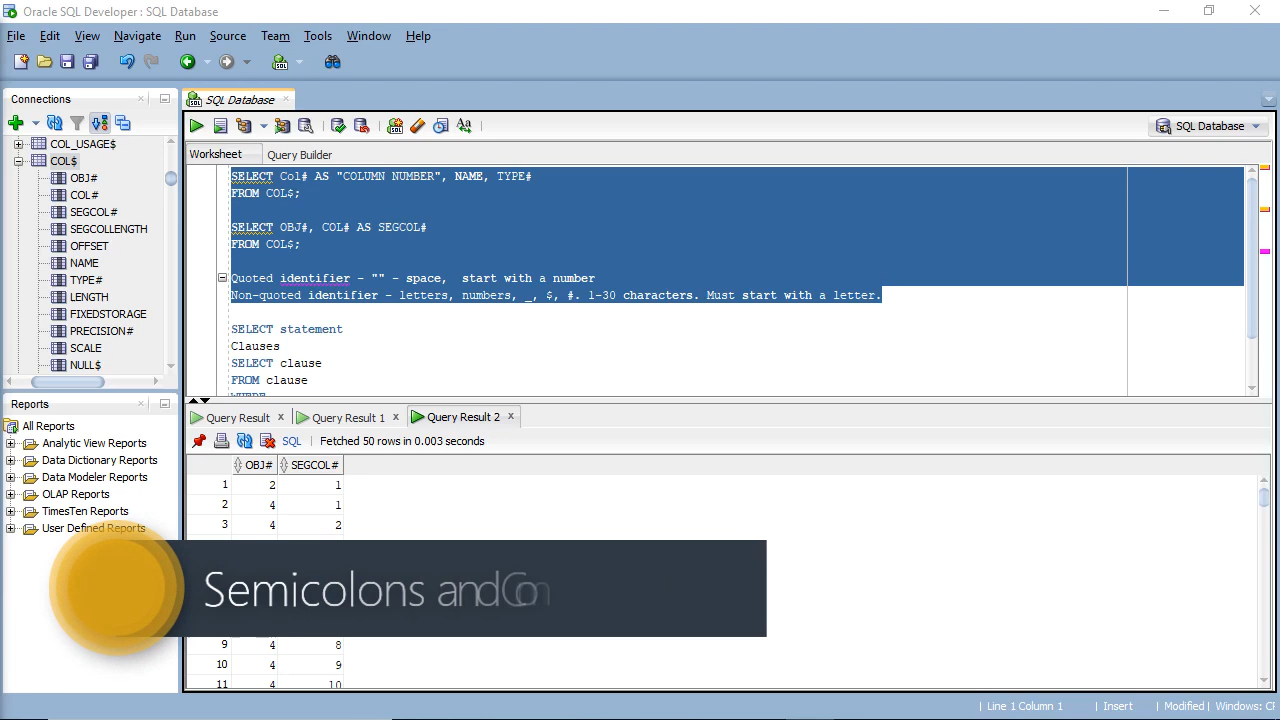 Oracle SQL Developer : SQL Database
File Edit View Navigate Run Source Team Tools Window Help
Connections
SQL Database
SQL Database
Worksheet Query Builder
COL_USAGE$
COL$
OBJ#
COL#
SEGCOL#
SEGCOLLENGTH
OFFSET
NAME
TYPE#
LENGTH
FIXEDSTORAGE
PRECISION#
SCALE
NULL$
SELECT Col# AS "COLUMN NUMBER", NAME, TYPE#
FROM COL$;
SELECT OBJ#, COL# AS SEGCOL#
FROM COL$;
Quoted identifier - "" - space, start with a number
Non-quoted identifier - letters, numbers, _, $, #. 1-30 characters. Must start with a letter.
SELECT statement
Clauses
SELECT clause
FROM clause
WHERE
Reports
All Reports
Analytic View Reports
Data Dictionary Reports
Data Modeler Reports
OLAP Reports
TimesTen Reports
User Defined Reports
Query Result Query Result 1 Query Result 2
SQL Fetched 50 rows in 0.003 seconds
OBJ# SEGCOL#
1 2 1
2 4 1
3 4 2
Semicolons and Con
9 4 8
10 4 9
11 4 10
Line 1 Column 1 Insert Modified Windows: Cl